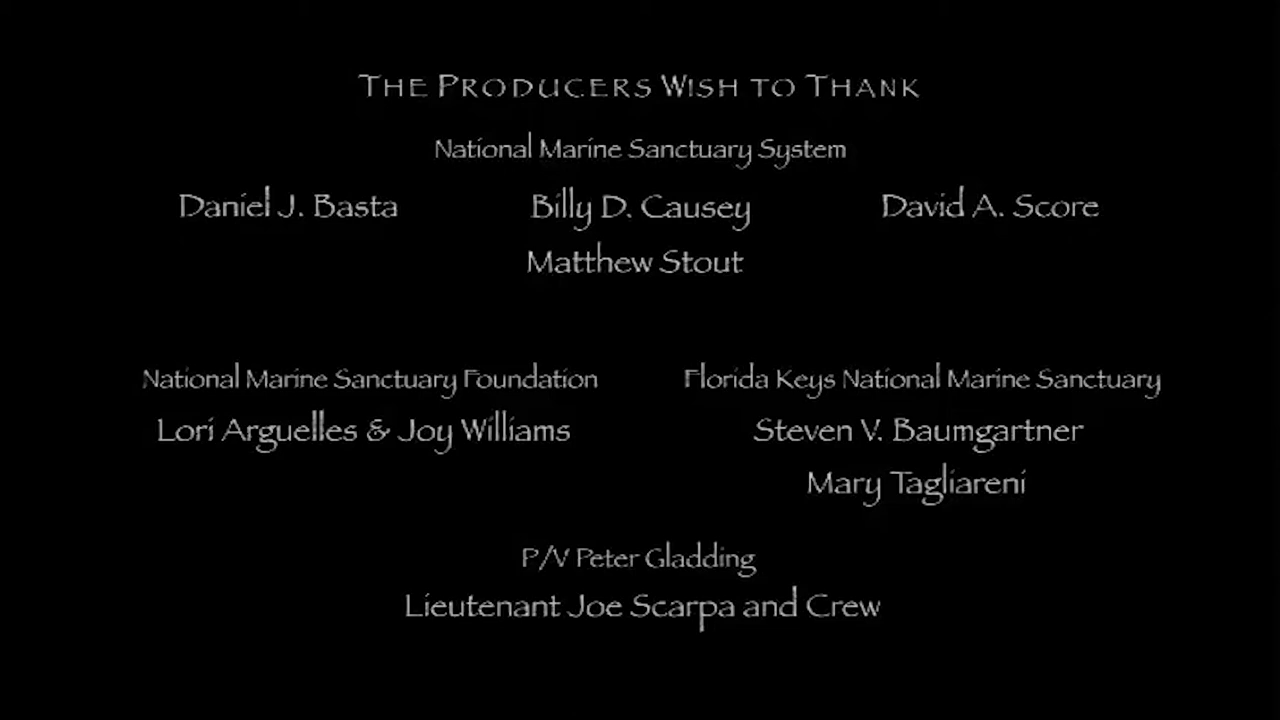 The Producers Wish to Thank
National Marine Sanctuary System
Daniel J. Basta Billy D. Causey David A. Score
Matthew Stout
National Marine Sanctuary Foundation Florida Keys National Marine Sanctuary
Lori Arguelles & Joy Williams Steven V. Baumgartner
Mary Tagliareni
P/V Peter Gladding
Lieutenant Joe Scarpa and Crew